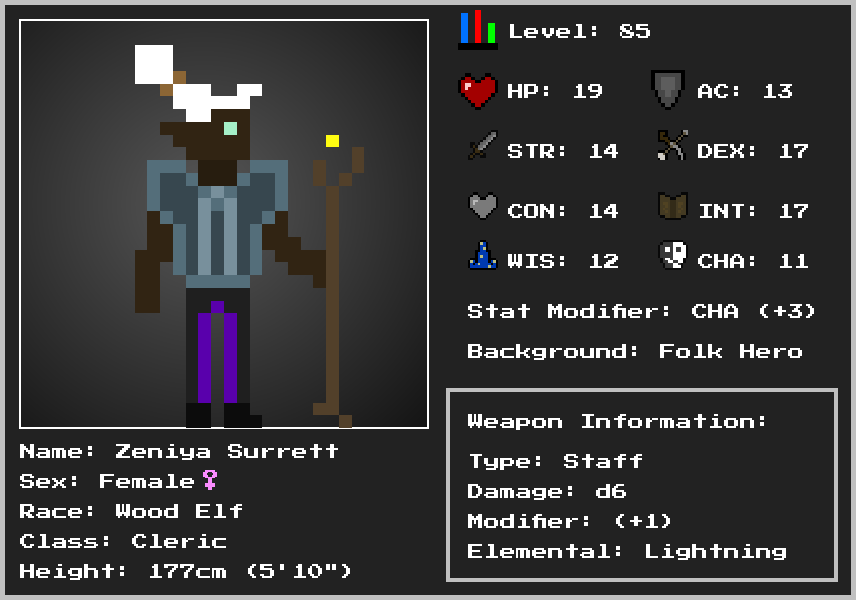 Level: 85
HP: 19
AC: 13
STR: 14
DEX: 17
CON: 14
INT: 17
WIS: 12
CHA: 11
Stat Modifier: CHA (+3)
Background: Folk Hero
Weapon Information:
Type: Staff
Damage: d6
Modifier: (+1)
Elemental: Lightning
Name: Zeniya Surrett
Sex: Female♀
Race: Wood Elf
Class: Cleric
Height: 177cm (5'10")